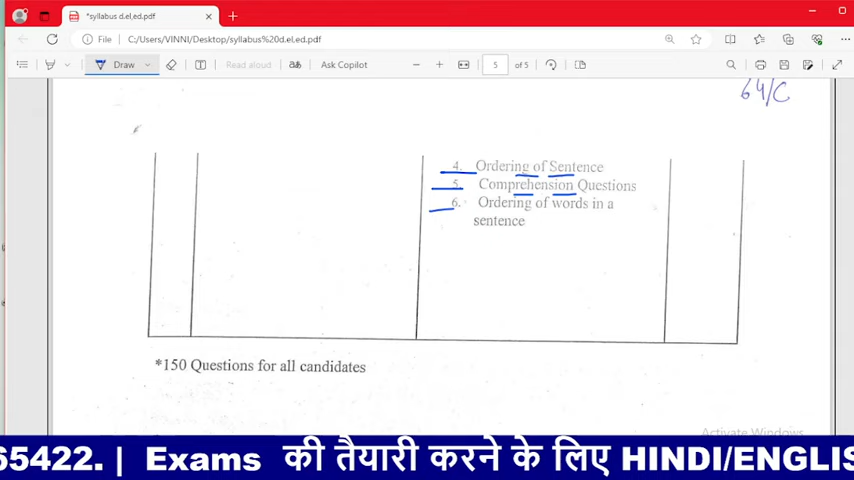 *syllabus d.el,ed.pdf
File
C:/Users/VINNI/Desktop/syllabus%20d.el,ed.pdf
Draw
Read aloud
Ask Copilot
5
of 5
64/C
4. Ordering of Sentence
5. Comprehension Questions
6. Ordering of words in a
sentence
*150 Questions for all candidates
Activate Windows
65422. | Exams की तैयारी करने के लिए HINDI/ENGLIS